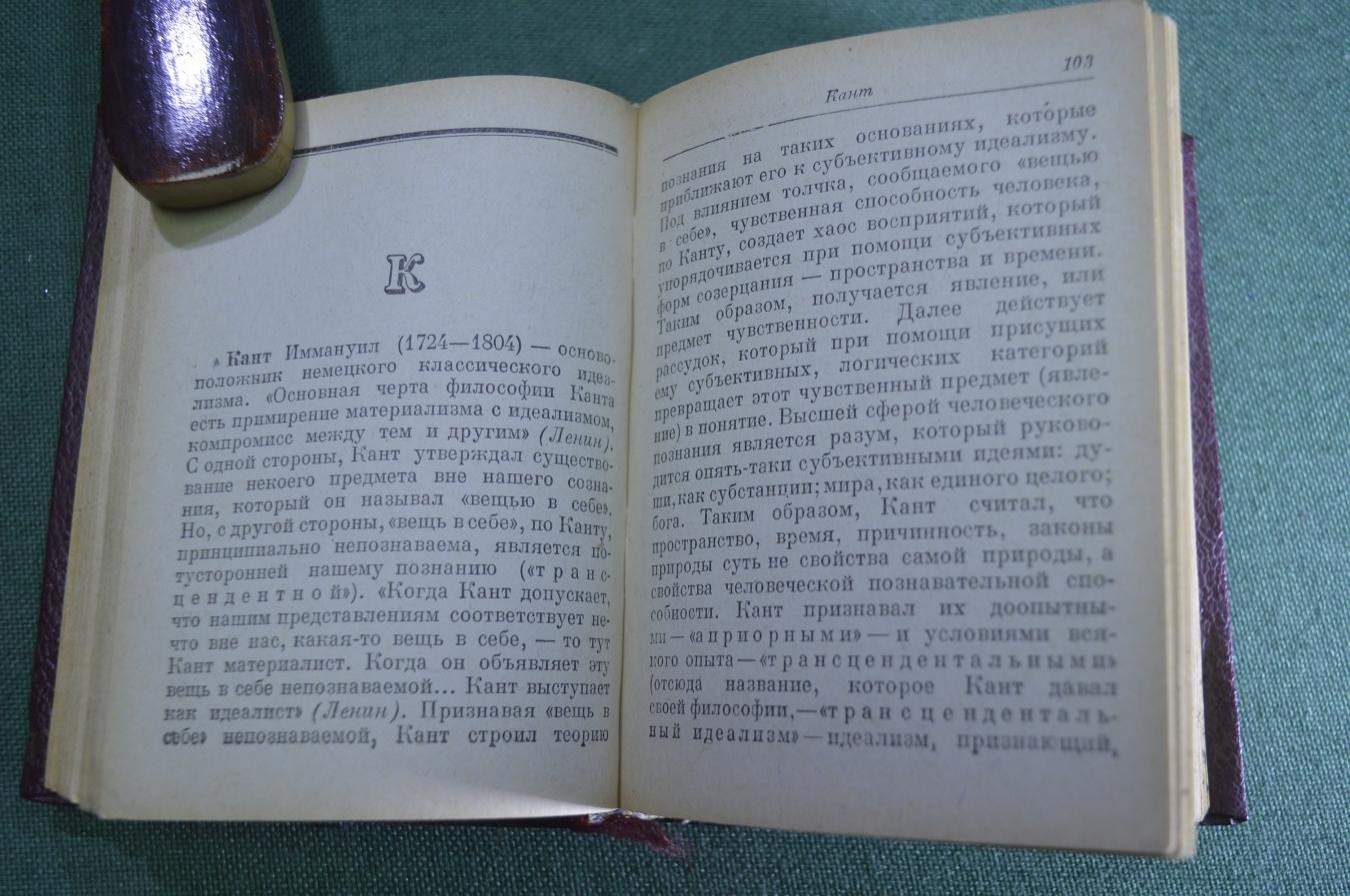 К
Кант Иммануил (1724—1804) — осново-
положник немецкого классического идеа-
лизма. «Основная черта философии Канта
есть примирение материализма с идеализмом,
компромисс между тем и другим» (Ленин).
С одной стороны, Кант утверждал существо-
вание некоего предмета вне нашего созна-
ния, который он называл «вещью в себе».
Но, с другой стороны, «вещь в себе», по Канту,
принципиально непознаваема, является по-
тусторонней нашему познанию («транс-
цендентной»). «Когда Кант допускает,
что нашим представлениям соответствует не-
что вне нас, какая-то вещь в себе, — то тут
Кант материалист. Когда он объявляет эту
вещь в себе непознаваемой... Кант выступает
как идеалист» (Ленин). Признавая «вещь в
себе» непознаваемой, Кант строил теорию
Кант 103
познания на таких основаниях, которые
приближают его к субъективному идеализму.
Под влиянием толчка, сообщаемого «вещью
в себе», чувственная способность человека,
по Канту, создает хаос восприятий, который
упорядочивается при помощи субъективных
форм созерцания — пространства и времени.
Таким образом, получается явление, или
предмет чувственности. Далее действует
рассудок, который при помощи присущих
ему субъективных, логических категорий
превращает этот чувственный предмет (явле-
ние) в понятие. Высшей сферой человеческого
познания является разум, который руково-
дится опять-таки субъективными идеями: ду-
ши, как субстанции; мира, как единого целого;
бога. Таким образом, Кант считал, что
пространство, время, причинность, законы
природы суть не свойства самой природы, а
свойства человеческой познавательной спо-
собности. Кант признавал их доопытны-
ми — «априорными» — и условиями вся-
кого опыта — «трансцендентальными»
(отсюда название, которое Кант давал
своей философии, — «трансценденталь-
ный идеализм» — идеализм, признающий,